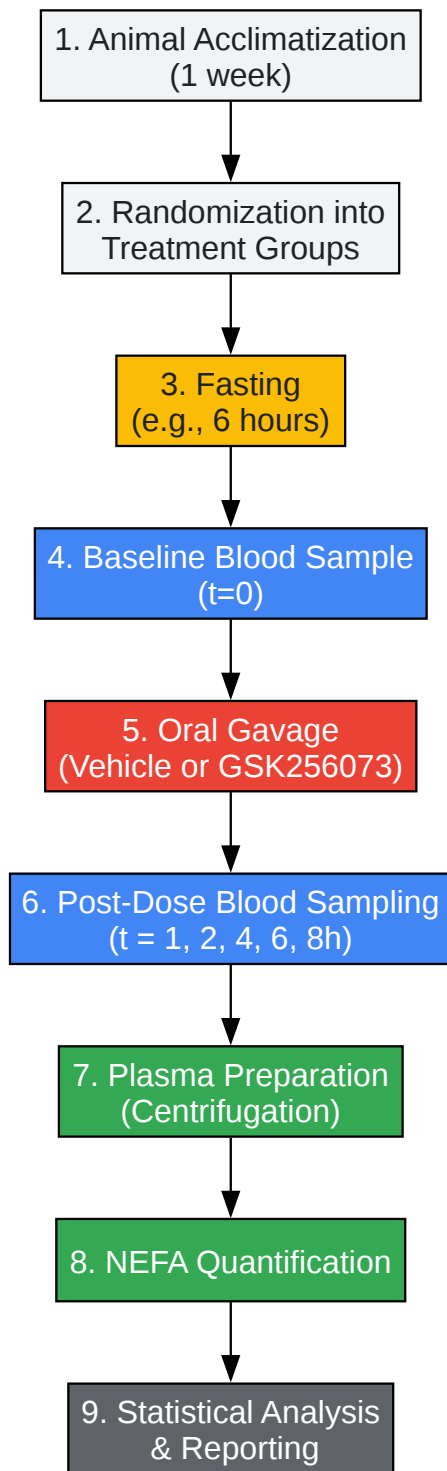 1. Animal Acclimatization
(1 week)
2. Randomization into
Treatment Groups
3. Fasting
(e.g., 6 hours)
4. Baseline Blood Sample
(t=0)
5. Oral Gavage
(Vehicle or GSK256073)
6. Post-Dose Blood Sampling
(t = 1, 2, 4, 6, 8h)
7. Plasma Preparation
(Centrifugation)
8. NEFA Quantification
9. Statistical Analysis
& Reporting